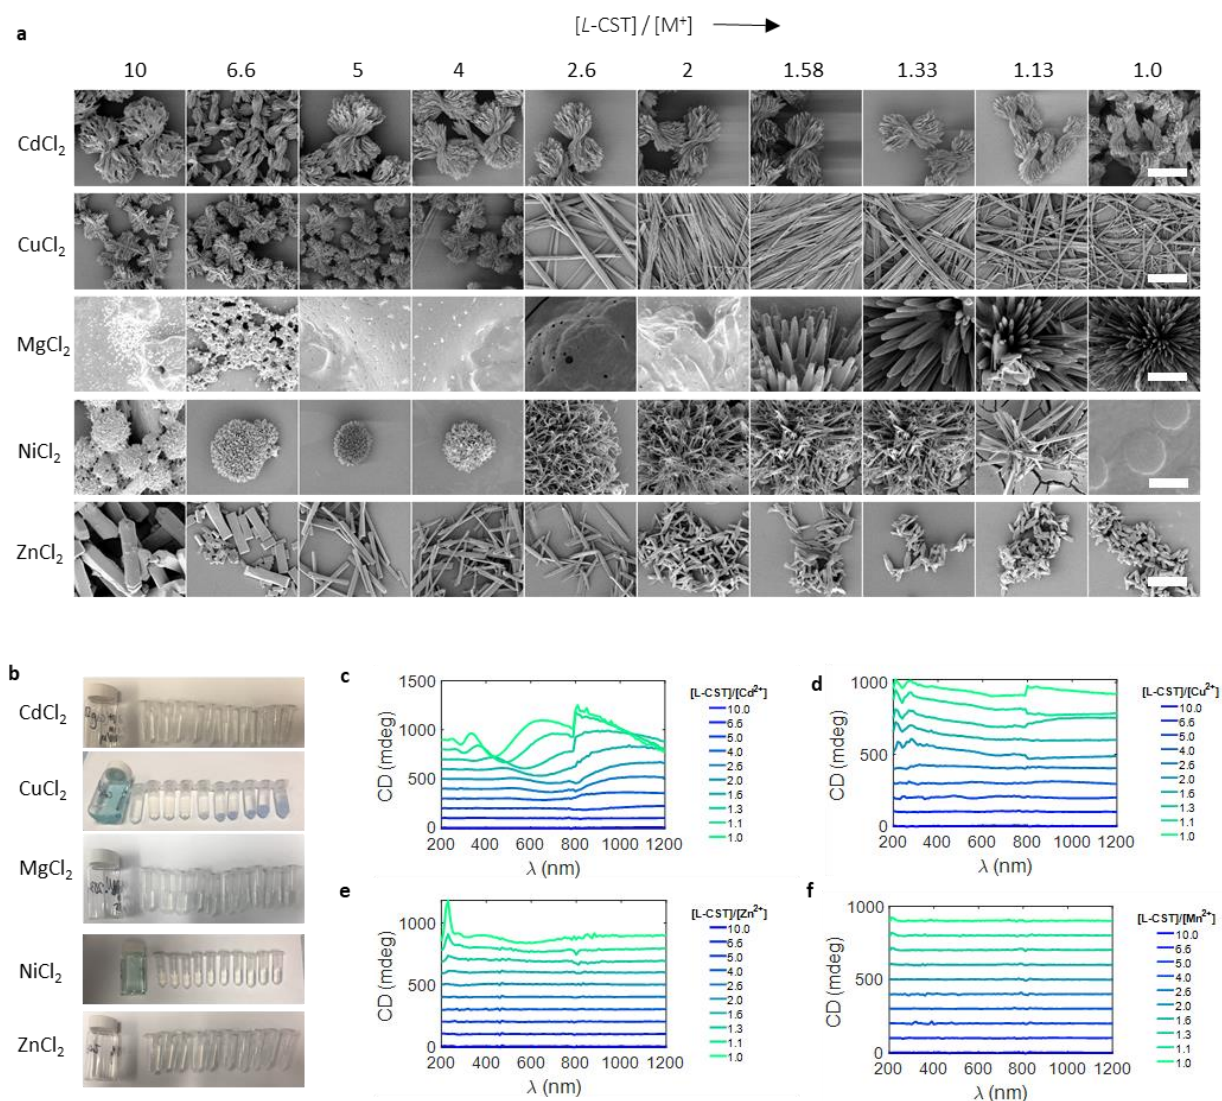 a
[L-CST] / [M⁺]
10 6.6 5 4 2.6 2 1.58 1.33 1.13 1.0
CdCl₂
CuCl₂
MgCl₂
NiCl₂
ZnCl₂
b
CdCl₂
CuCl₂
MgCl₂
NiCl₂
ZnCl₂
c
CD (mdeg)
1500
1000
500
0
200 400 600 800 1000 1200
λ (nm)
[L-CST]/[Cd²⁺]
10.0
6.6
5.0
4.0
2.6
2.0
1.6
1.3
1.1
1.0
d
CD (mdeg)
1000
500
0
200 400 600 800 1000 1200
λ (nm)
[L-CST]/[Cu²⁺]
10.0
6.6
5.0
4.0
2.6
2.0
1.6
1.3
1.1
1.0
e
CD (mdeg)
1000
500
0
200 400 600 800 1000 1200
λ (nm)
[L-CST]/[Zn²⁺]
10.0
6.6
5.0
4.0
2.6
2.0
1.6
1.3
1.1
1.0
f
CD (mdeg)
1000
500
0
200 400 600 800 1000 1200
λ (nm)
[L-CST]/[Mn²⁺]
10.0
6.6
5.0
4.0
2.6
2.0
1.6
1.3
1.1
1.0